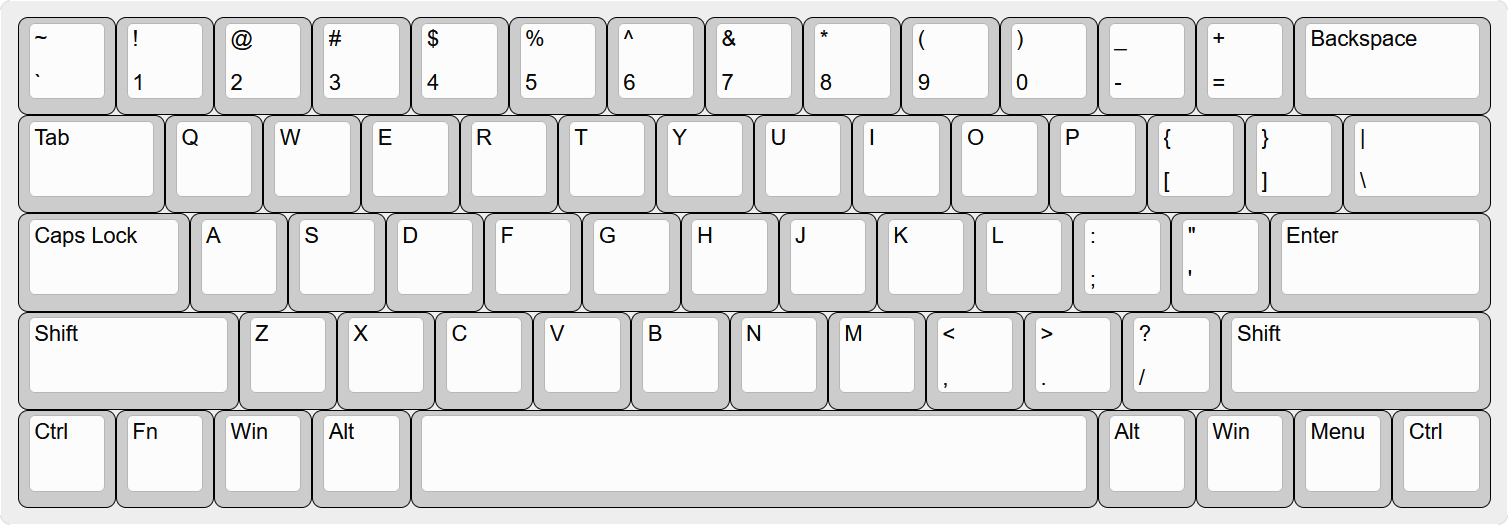 ~ ! @ # $ % ^ & * ( ) _ + Backspace
` 1 2 3 4 5 6 7 8 9 0 - =
Tab Q W E R T Y U I O P { } |
[ ] \
Caps Lock A S D F G H J K L : " Enter
; '
Shift Z X C V B N M < > ? Shift
, . /
Ctrl Fn Win Alt Alt Win Menu Ctrl